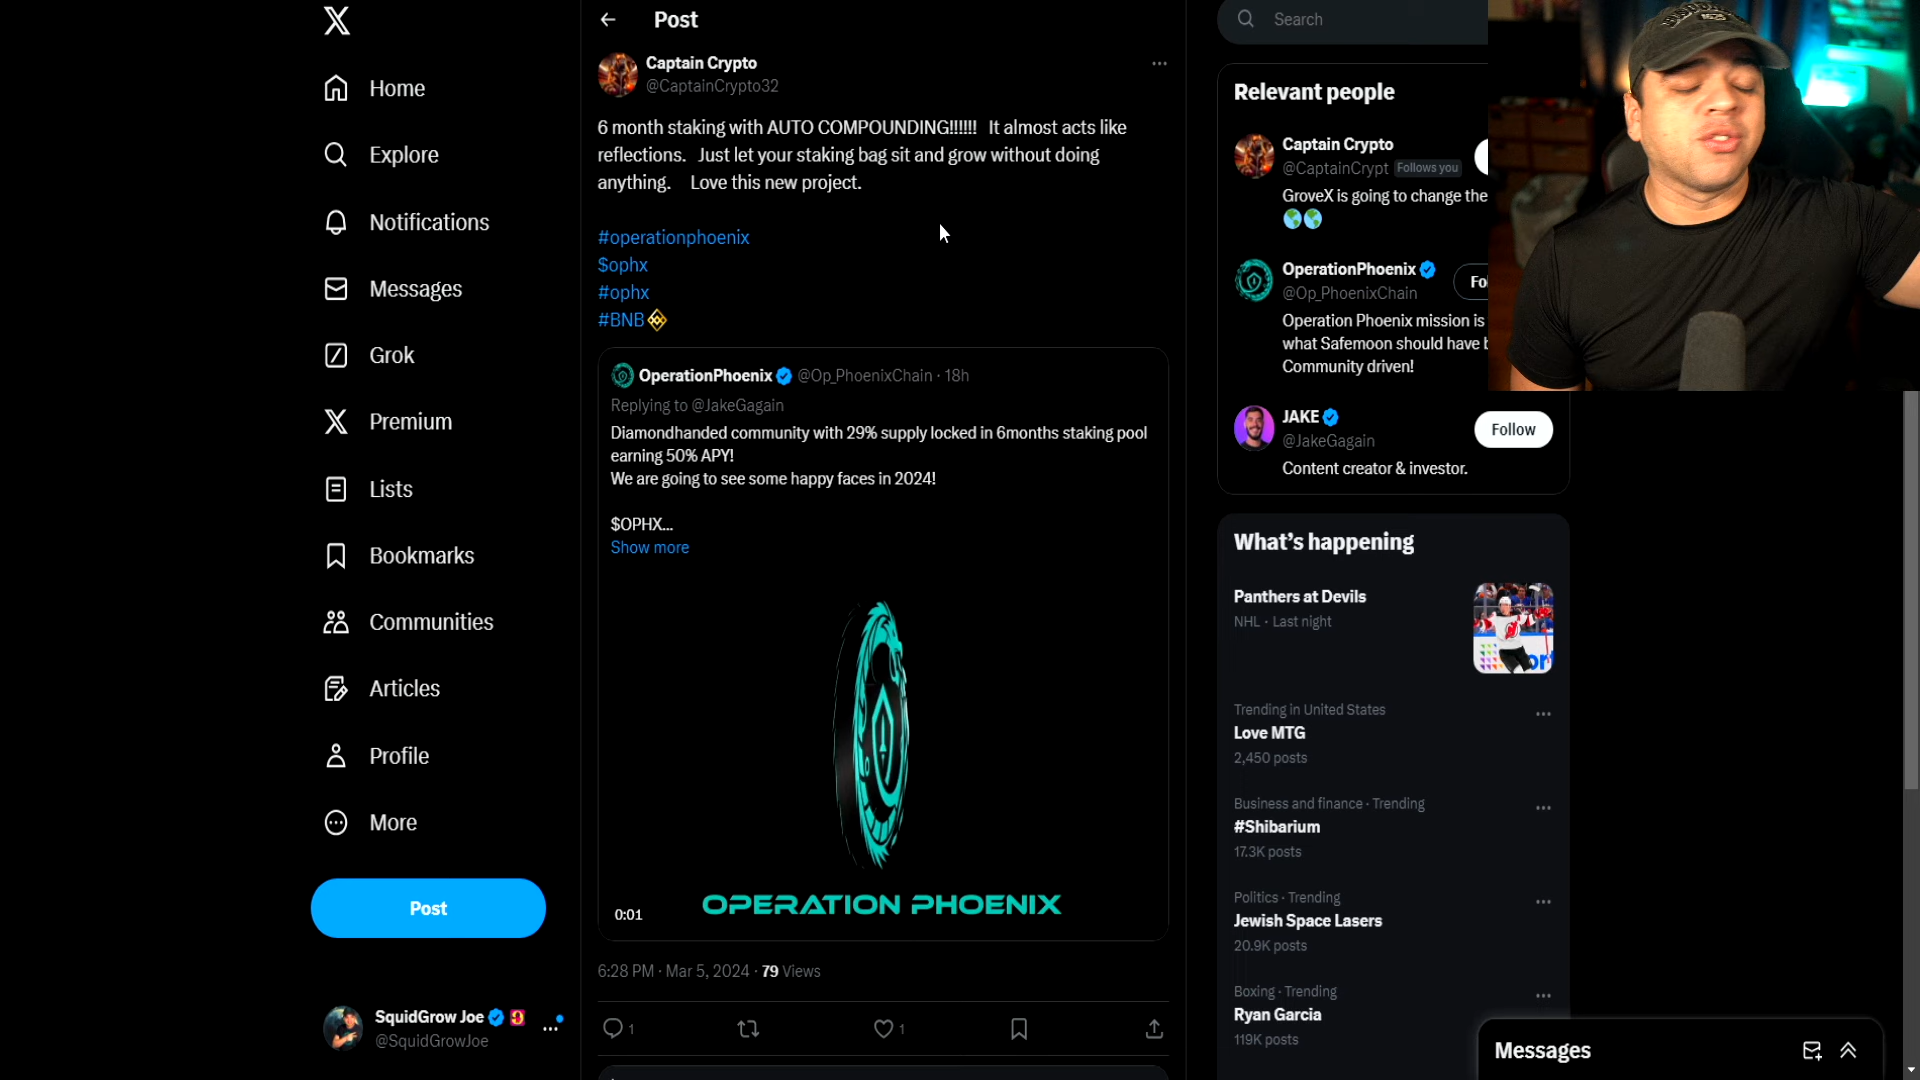 Home
Explore
Notifications
Messages
Grok
Premium
Lists
Bookmarks
Communities
Articles
Profile
More
Post
SquidGrow Joe
@SquidGrowJoe
Post
Captain Crypto
@CaptainCrypto32
6 month staking with AUTO COMPOUNDING!!!!!! It almost acts like
reflections. Just let your staking bag sit and grow without doing
anything. Love this new project.
#operationphoenix
$ophx
#ophx
#BNB
OperationPhoenix @Op_PhoenixChain · 18h
Replying to @JakeGagain
Diamondhanded community with 29% supply locked in 6months staking pool
earning 50% APY!
We are going to see some happy faces in 2024!
$OPHX...
Show more
OPERATION PHOENIX
0:01
6:28 PM · Mar 5, 2024 · 79 Views
1
1
Search
Relevant people
Captain Crypto
@CaptainCrypt Follows you
GroveX is going to change the
OperationPhoenix
@Op_PhoenixChain
Fo
Operation Phoenix mission is
what Safemoon should have b
Community driven!
JAKE
@JakeGagain
Follow
Content creator & investor.
What's happening
Panthers at Devils
NHL · Last night
Trending in United States
Love MTG
2,450 posts
Business and finance · Trending
#Shibarium
17.3K posts
Politics · Trending
Jewish Space Lasers
20.9K posts
Boxing · Trending
Ryan Garcia
119K posts
Messages